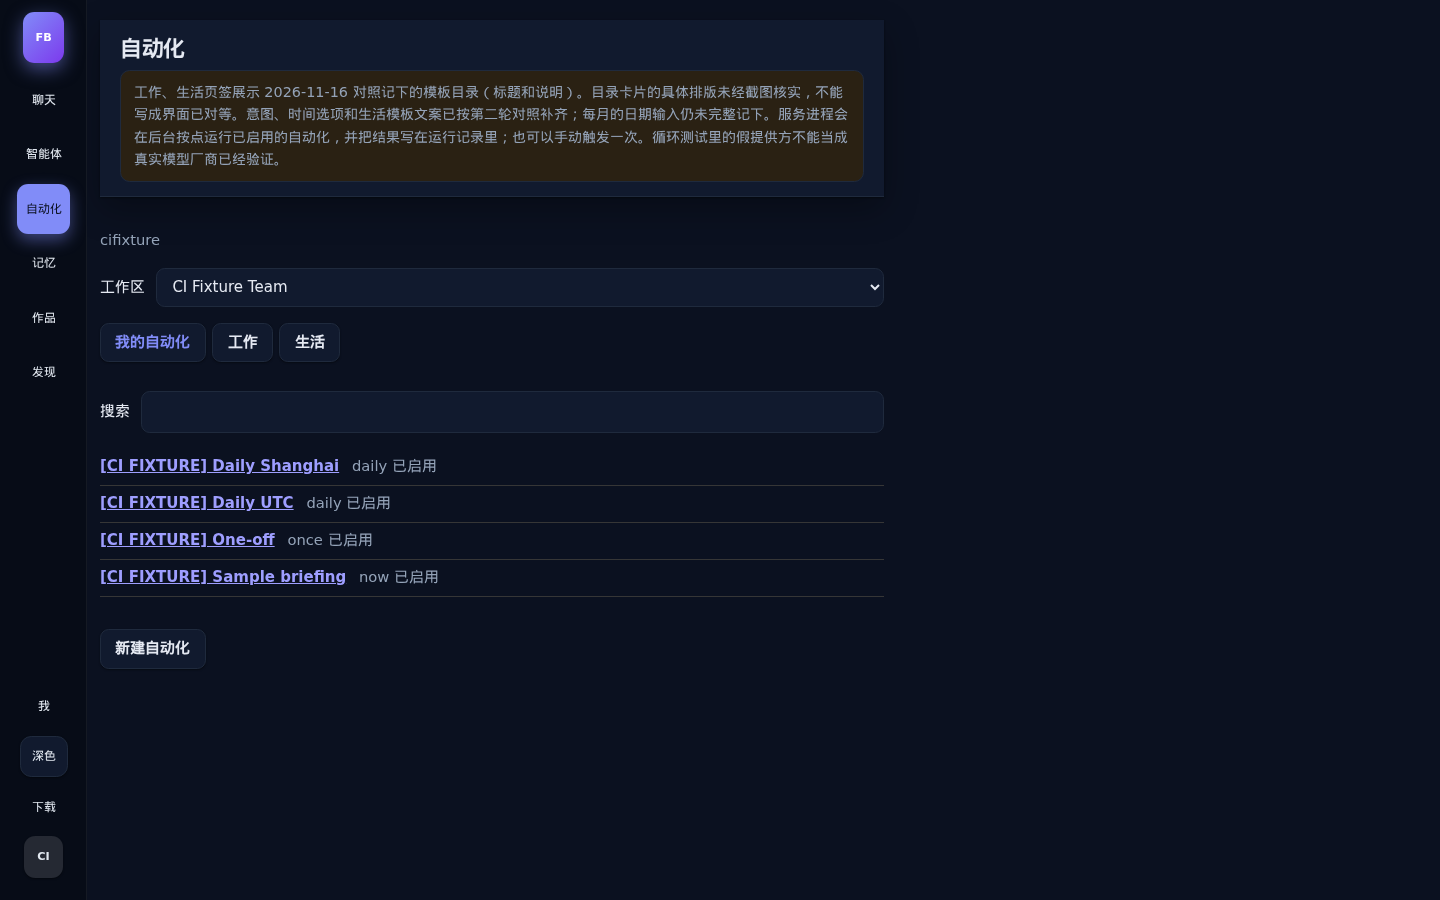 FB
聊天
智能体
自动化
记忆
作品
发现
我
深色
下载
CI
自动化
工作、生活页签展示 2026-11-16 对照记下的模板目录（标题和说明）。目录卡片的具体排版未经截图核实，不能
写成界面已对等。意图、时间选项和生活模板文案已按第二轮对照补齐；每月的日期输入仍未完整记下。服务进程会
在后台按点运行已启用的自动化，并把结果写在运行记录里；也可以手动触发一次。循环测试里的假提供方不能当成
真实模型厂商已经验证。
cifixture
工作区 CI Fixture Team
我的自动化 工作 生活
搜索
[CI FIXTURE] Daily Shanghai daily 已启用
[CI FIXTURE] Daily UTC daily 已启用
[CI FIXTURE] One-off once 已启用
[CI FIXTURE] Sample briefing now 已启用
新建自动化